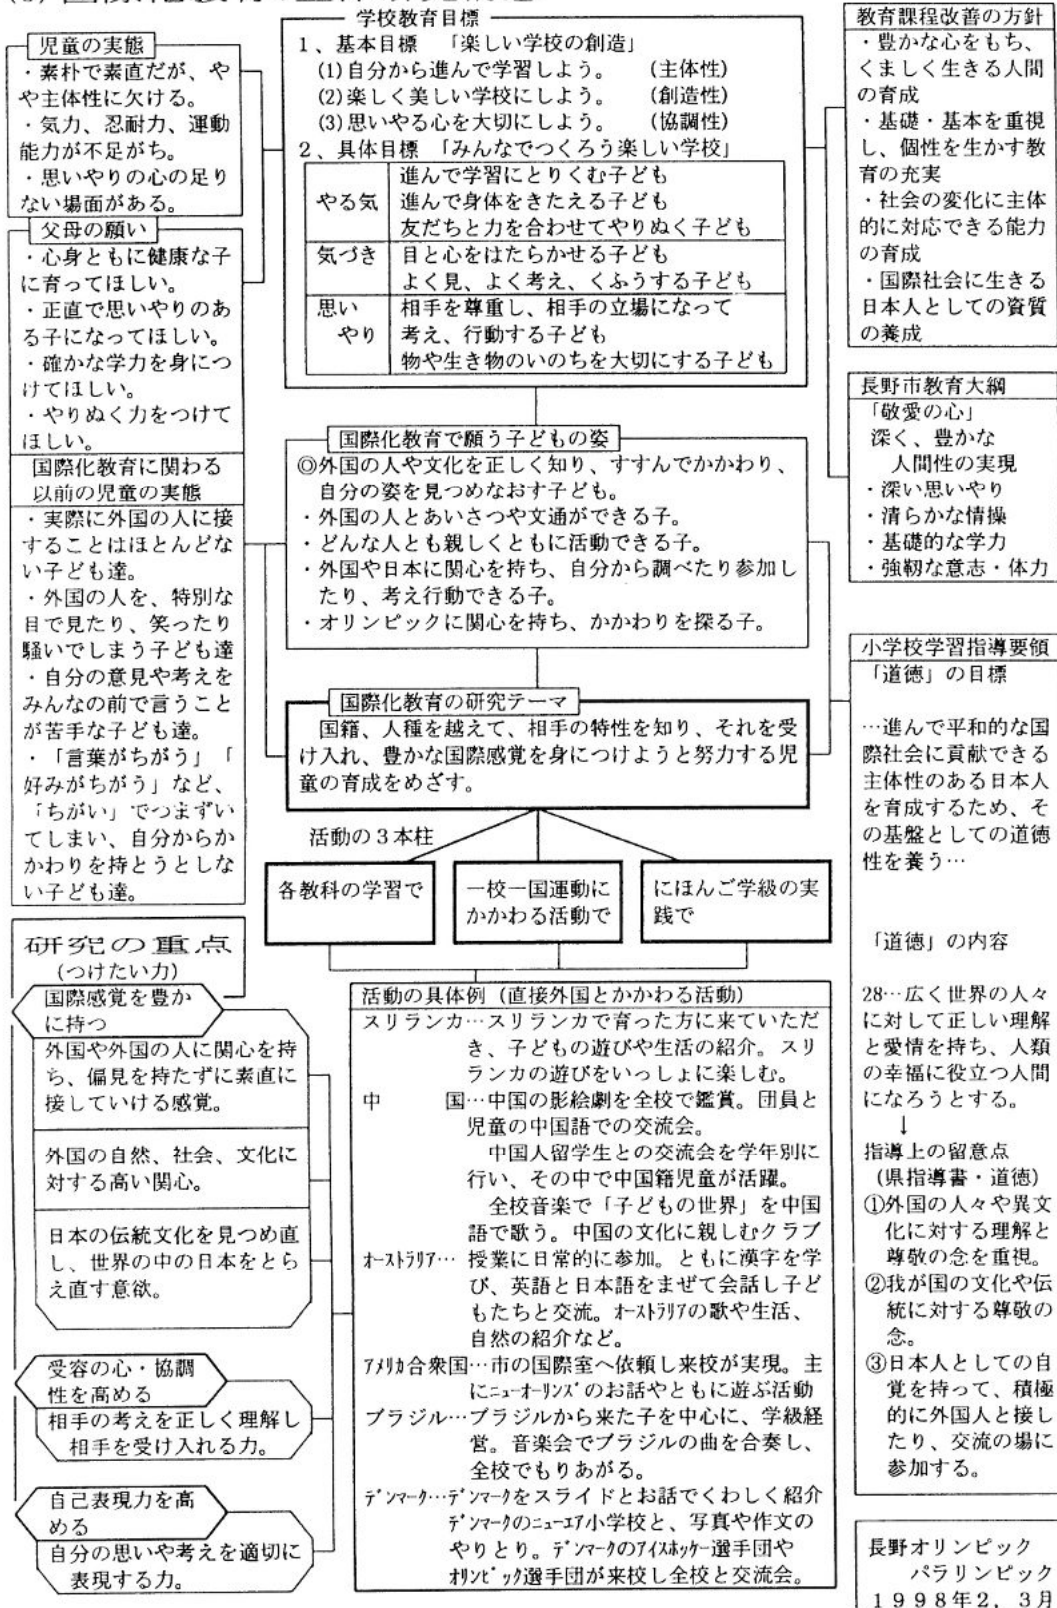 学校教育目標
1、基本目標 「楽しい学校の創造」
(1)自分から進んで学習しよう。 (主体性)
(2)楽しく美しい学校にしよう。 (創造性)
(3)思いやる心を大切にしよう。 (協調性)
2、具体目標 「みんなでつくろう楽しい学校」
やる気
進んで学習にとりくむ子ども
進んで身体をきたえる子ども
友だちと力を合わせてやりぬく子ども
気づき
目と心をはたらかせる子ども
よく見、よく考え、くふうする子ども
思い
やり
相手を尊重し、相手の立場になって
考え、行動する子ども
物や生き物のいのちを大切にする子ども
児童の実態
・素朴で素直だが、や
や主体性に欠ける。
・気力、忍耐力、運動
能力が不足がち。
・思いやりの心の足り
ない場面がある。
父母の願い
・心身ともに健康な子
に育ってほしい。
・正直で思いやりのあ
る子になってほしい。
・確かな学力を身につ
けてほしい。
・やりぬく力をつけて
ほしい。
国際化教育に関わる
以前の児童の実態
・実際に外国の人に接
することはほとんどな
い子ども達。
・外国の人を、特別な
目で見たり、笑ったり
騒いでしまう子ども達
・自分の意見や考えを
みんなの前で言うこと
が苦手な子ども達。
・「言葉がちがう」「
好みがちがう」など、
「ちがい」でつまずい
てしまい、自分からか
かわりを持とうとしな
い子ども達。
国際化教育で願う子どもの姿
◎外国の人や文化を正しく知り、すすんでかかわり、
自分の姿を見つめなおす子ども。
・外国の人とあいさつや文通ができる子。
・どんな人とも親しくともに活動できる子。
・外国や日本に関心を持ち、自分から調べたり参加し
たり、考え行動できる子。
・オリンピックに関心を持ち、かかわりを探る子。
国際化教育の研究テーマ
国籍、人種を越えて、相手の特性を知り、それを受
け入れ、豊かな国際感覚を身につけようと努力する児
童の育成をめざす。
活動の3本柱
各教科の学習で
一校一国運動に
かかわる活動で
にほんご学級の実
践で
教育課程改善の方針
・豊かな心をもち、
くましく生きる人間
の育成
・基礎・基本を重視
し、個性を生かす教
育の充実
・社会の変化に主体
的に対応できる能力
の育成
・国際社会に生きる
日本人としての資質
の養成
長野市教育大綱
「敬愛の心」
深く、豊かな
人間性の実現
・深い思いやり
・清らかな情操
・基礎的な学力
・強靭な意志・体力
小学校学習指導要領
「道徳」の目標
…進んで平和的な国
際社会に貢献できる
主体性のある日本人
を育成するため、そ
の基盤としての道徳
性を養う…
「道徳」の内容
28…広く世界の人々
に対して正しい理解
と愛情を持ち、人類
の幸福に役立つ人間
になろうとする。
↓
指導上の留意点
(県指導書・道徳)
①外国の人々や異文
化に対する理解と
尊敬の念を重視。
②我が国の文化や伝
統に対する尊敬の
念。
③日本人としての自
覚を持って、積極
的に外国人と接し
たり、交流の場に
参加する。
長野オリンピック
パラリンピック
1998年2, 3月
研究の重点
(つけたい力)
国際感覚を豊か
に持つ
外国や外国の人に関心を持
ち、偏見を持たずに素直に
接していける感覚。
外国の自然、社会、文化に
対する高い関心。
日本の伝統文化を見つめ直
し、世界の中の日本をとら
え直す意欲。
受容の心・協調
性を高める
相手の考えを正しく理解し
相手を受け入れる力。
自己表現力を高
める
自分の思いや考えを適切に
表現する力。
活動の具体例(直接外国とかかわる活動)
スリランカ…スリランカで育った方に来ていただ
き、子どもの遊びや生活の紹介。スリ
ランカの遊びをいっしょに楽しむ。
中 国…中国の影絵劇を全校で鑑賞。団員と
児童の中国語での交流会。
中国人留学生との交流会を学年別に
行い、その中で中国籍児童が活躍。
全校音楽で「子どもの世界」を中国
語で歌う。中国の文化に親しむクラブ
オーストラリア… 授業に日常的に参加。ともに漢字を学
び、英語と日本語をまぜて会話し子ど
もたちと交流。オーストラリアの歌や生活、
自然の紹介など。
アメリカ合衆国…市の国際室へ依頼し来校が実現。主
にニューオーリンズのお話やともに遊ぶ活動
ブラジル…ブラジルから来た子を中心に、学級経
営。音楽会でブラジルの曲を合奏し、
全校でもりあがる。
デンマーク…デンマークをスライドとお話でくわしく紹介
デンマークのニューエア小学校と、写真や作文の
やりとり。デンマークのアイスホッケー選手団や
オリンピック選手団が来校し全校と交流会。